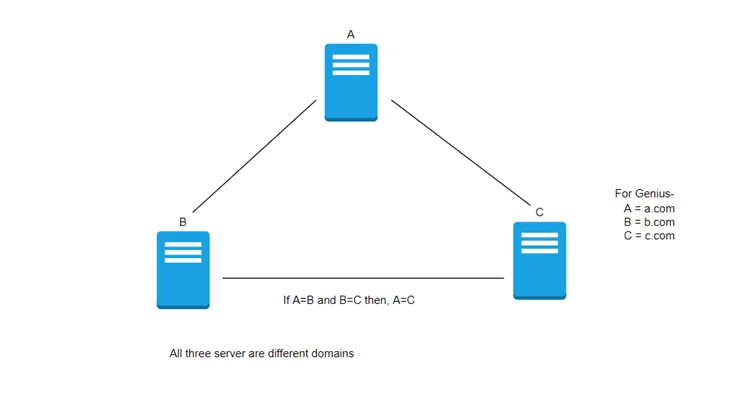 A
B
C
For Genius-
A = a.com
B = b.com
C = c.com
If A=B and B=C then, A=C
All three server are different domains